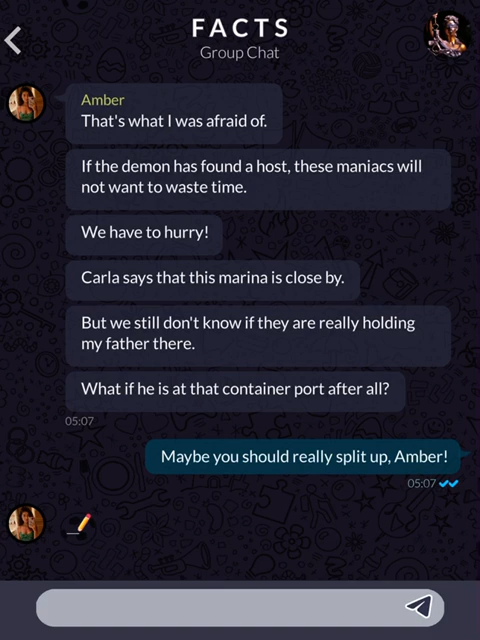 FACTS
Group Chat
Amber
That's what I was afraid of.
If the demon has found a host, these maniacs will
not want to waste time.
We have to hurry!
Carla says that this marina is close by.
But we still don't know if they are really holding
my father there.
What if he is at that container port after all?
05:07
Maybe you should really split up, Amber!
05:07